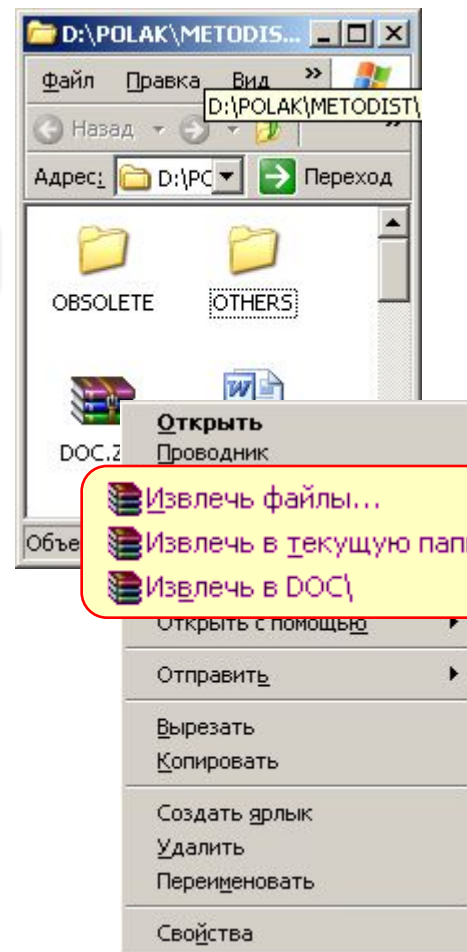 D:\POLAK\METODIS...
Файл Правка Вид »
D:\POLAK\METODIST\
Назад »
Адрес: D:\PC Переход
OBSOLETE OTHERS
DOC.Z
Открыть
Проводник
Извлечь файлы...
Извлечь в текущую пап
Извлечь в DOC\
Объе
Открыть с помощью
Отправить
Вырезать
Копировать
Создать ярлык
Удалить
Переименовать
Свойства